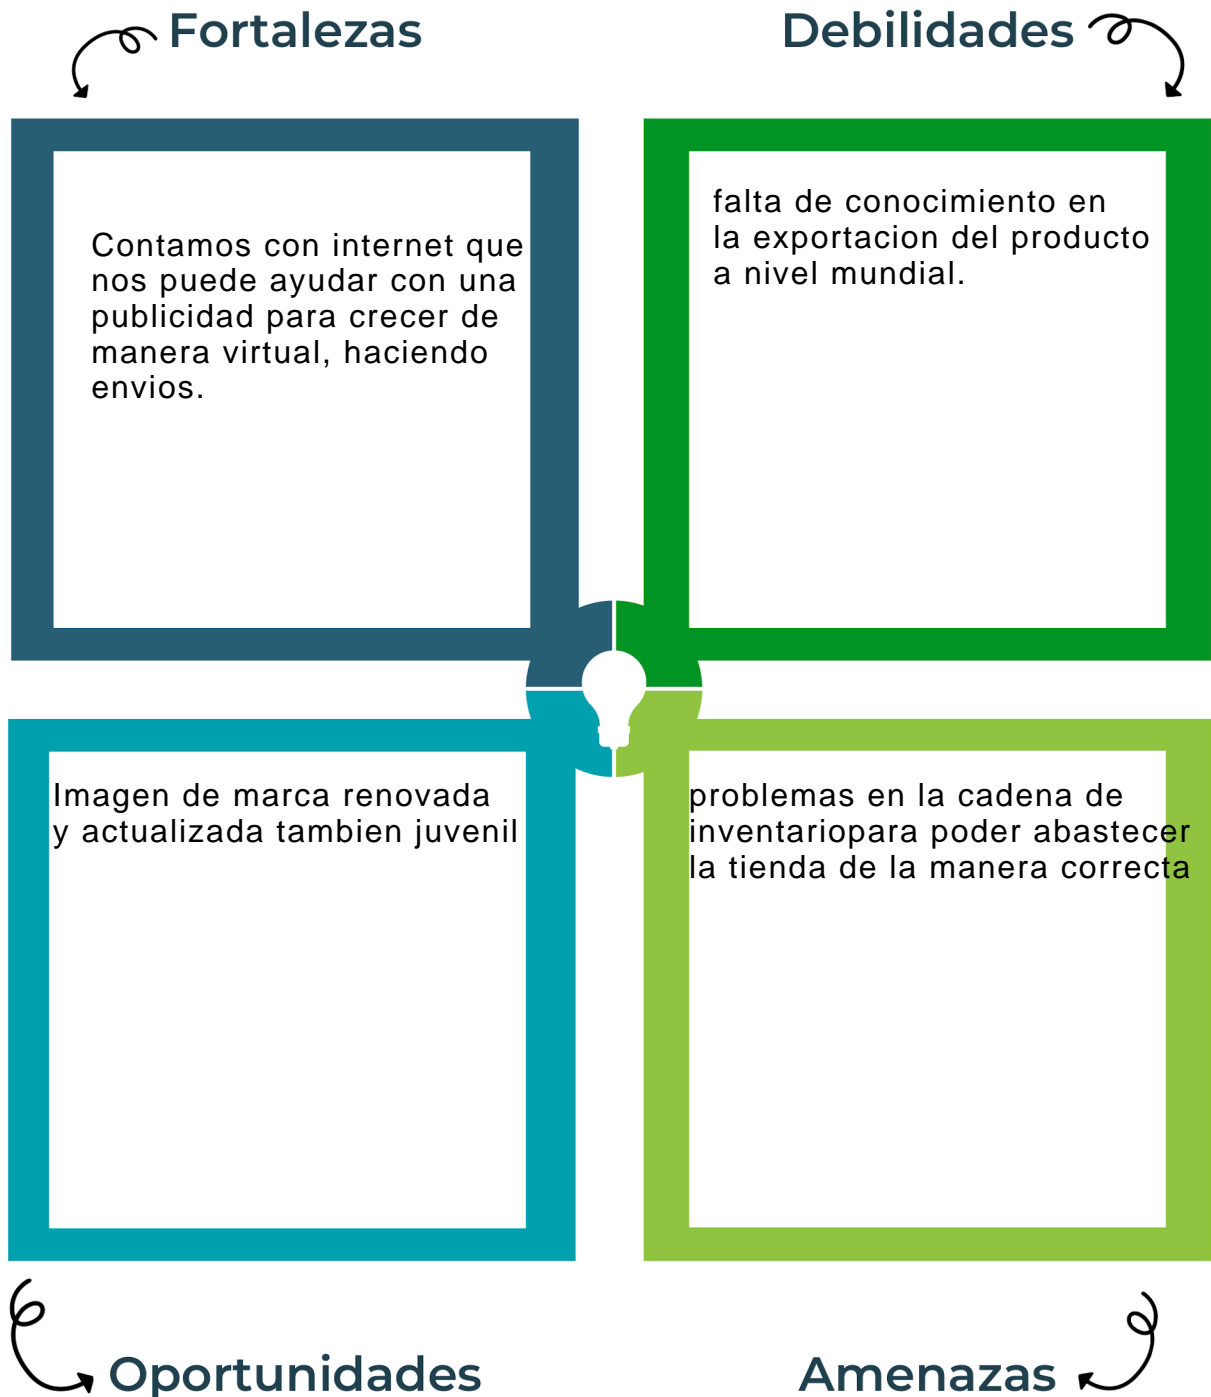 Fortalezas
Debilidades
Contamos con internet que
nos puede ayudar con una
publicidad para crecer de
manera virtual, haciendo
envios.
falta de conocimiento en
la exportacion del producto
a nivel mundial.
Imagen de marca renovada
y actualizada tambien juvenil
problemas en la cadena de
inventariopara poder abastecer
la tienda de la manera correcta
Oportunidades
Amenazas